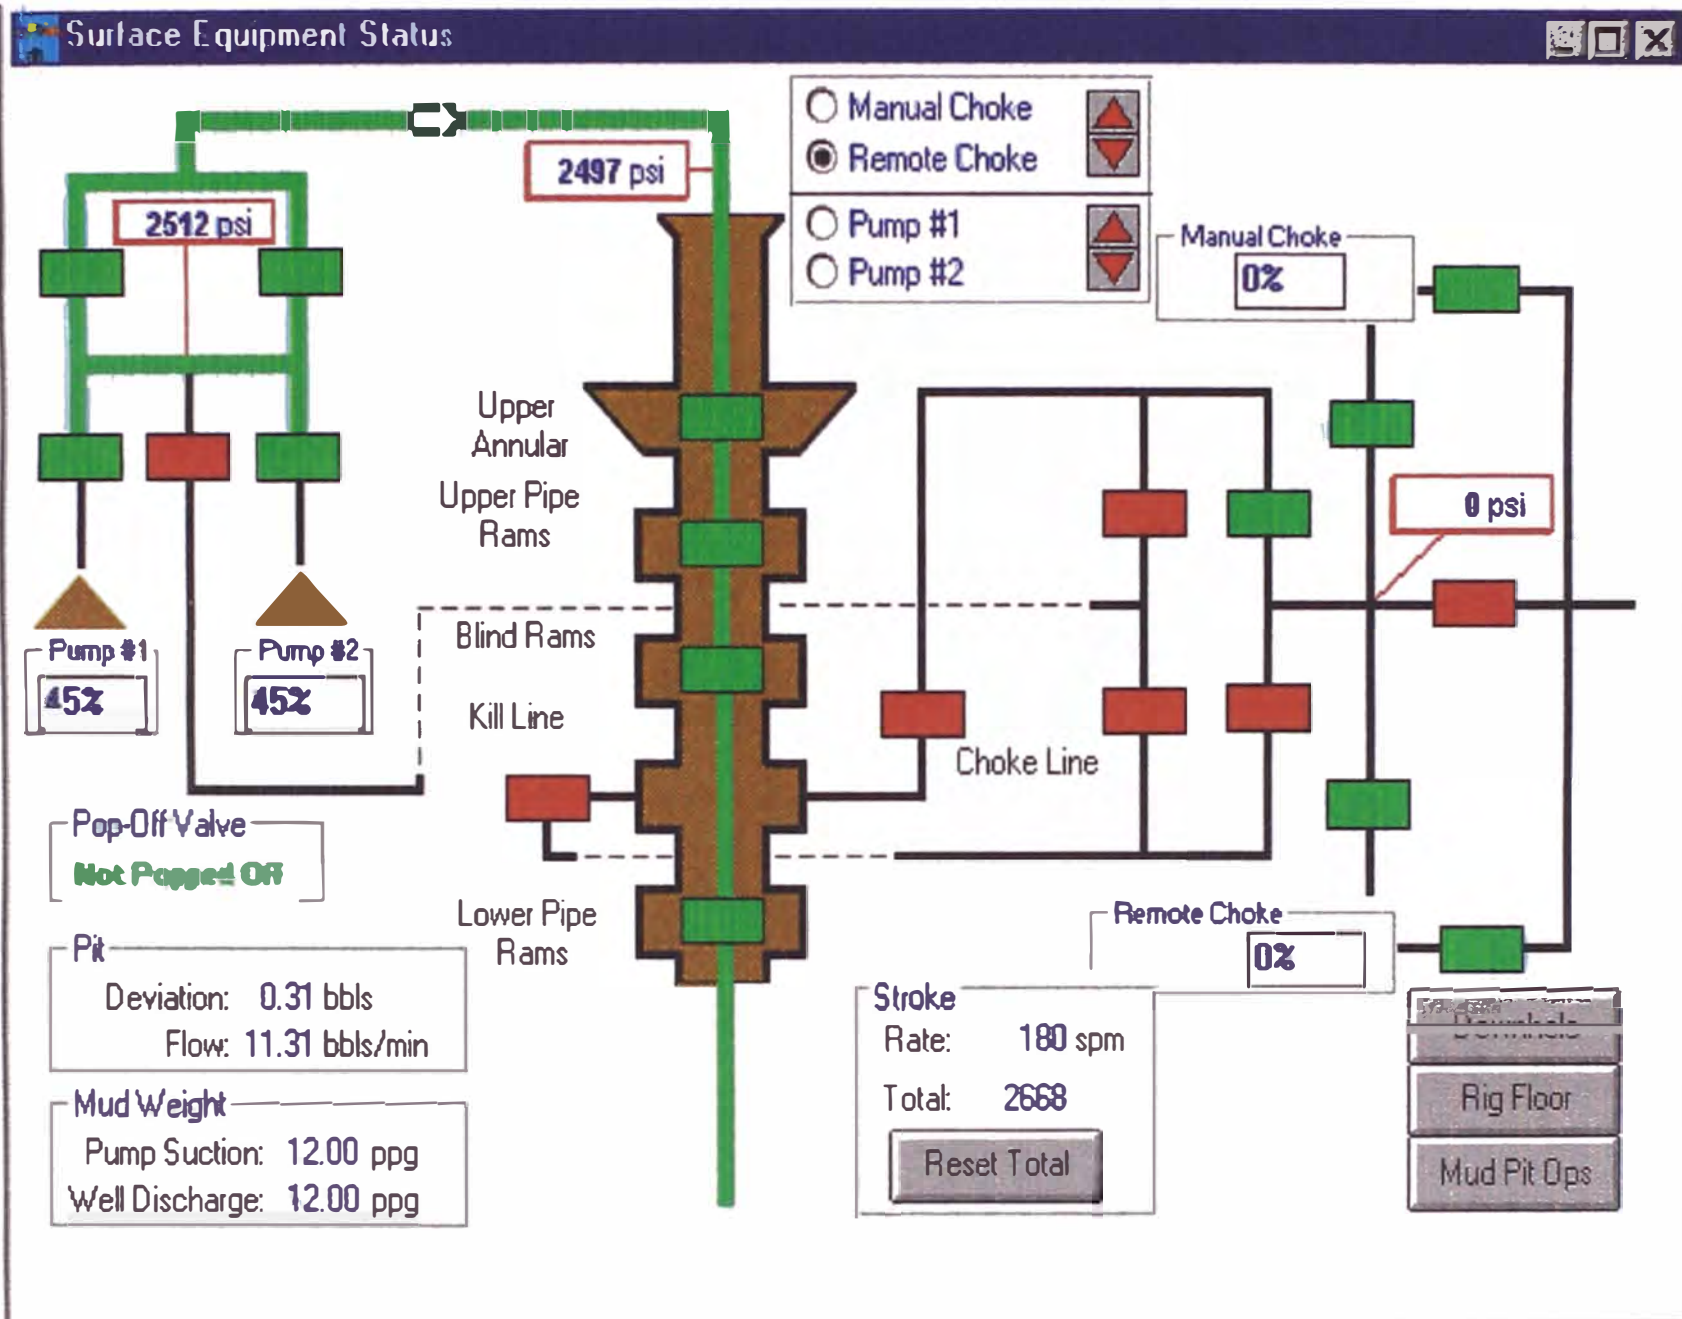 Surface Equipment Status
Manual Choke
Remote Choke
2497 psi
2512 psi
Pump #1
Pump #2
Manual Choke
0%
Upper
Annular
Upper Pipe
Rams
0 psi
Blind Rams
Pump #1
45%
Pump #2
45%
Kill Line
Choke Line
Pop-Off Valve
Not Popped Off
Lower Pipe
Rams
Remote Choke
0%
Pit
Deviation: 0.31 bbls
Flow: 11.31 bbls/min
Stroke
Rate: 180 spm
Total: 2668
Reset Total
Downhole
Rig Floor
Mud Pit Ops
Mud Weight
Pump Suction: 12.00 ppg
Well Discharge: 12.00 ppg